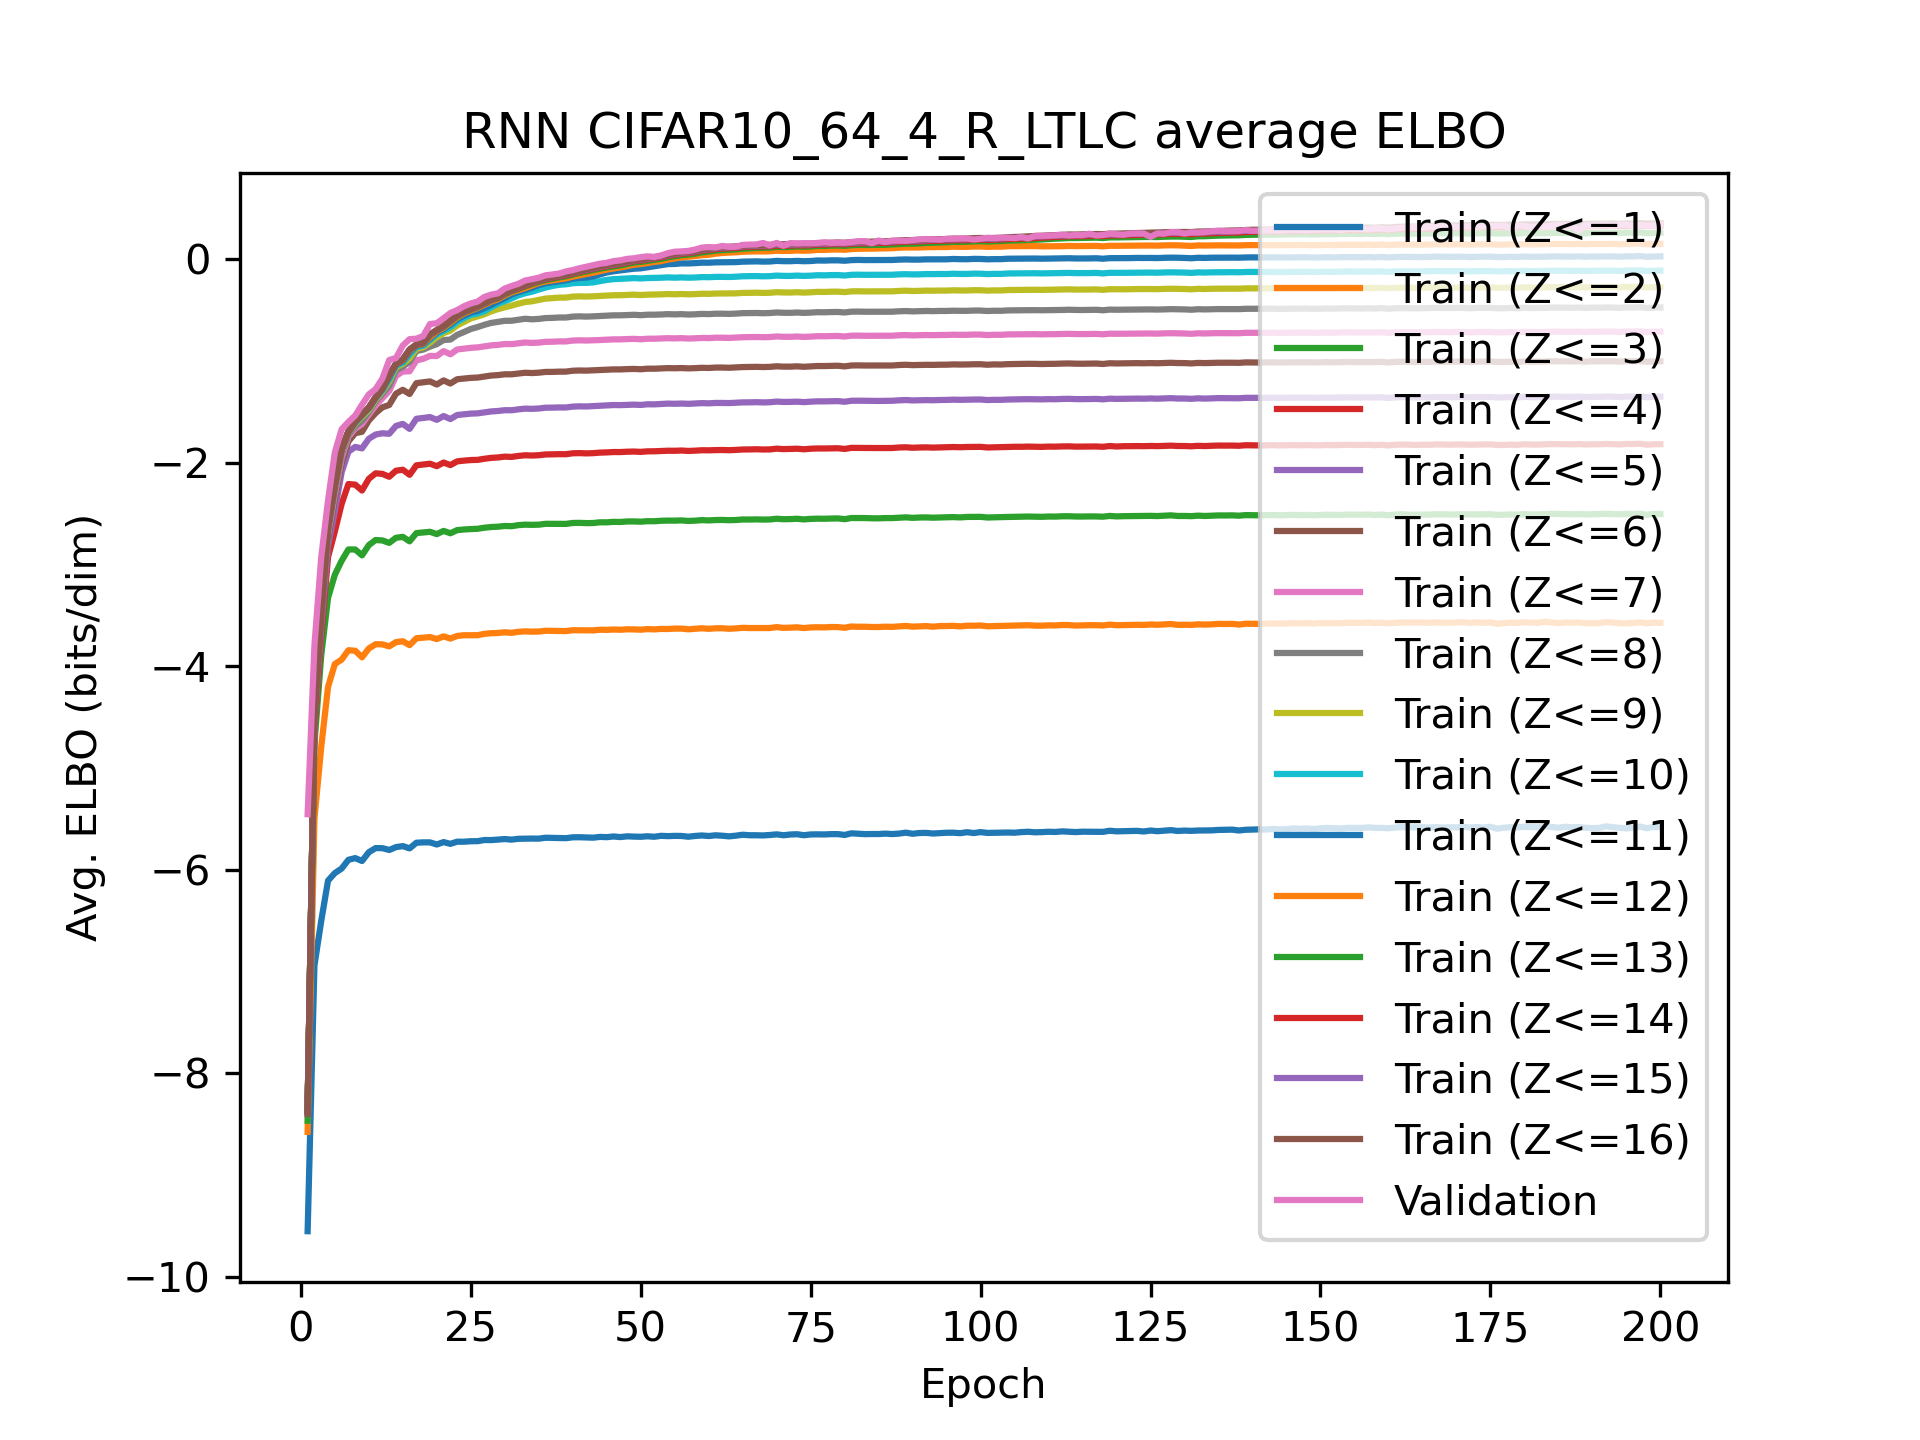 RNN CIFAR10_64_4_R_LTLC average ELBO
Avg. ELBO (bits/dim)
0
−2
−4
−6
−8
−10
Train (Z<=1)
Train (Z<=2)
Train (Z<=3)
Train (Z<=4)
Train (Z<=5)
Train (Z<=6)
Train (Z<=7)
Train (Z<=8)
Train (Z<=9)
Train (Z<=10)
Train (Z<=11)
Train (Z<=12)
Train (Z<=13)
Train (Z<=14)
Train (Z<=15)
Train (Z<=16)
Validation
0 25 50 75 100 125 150 175 200
Epoch